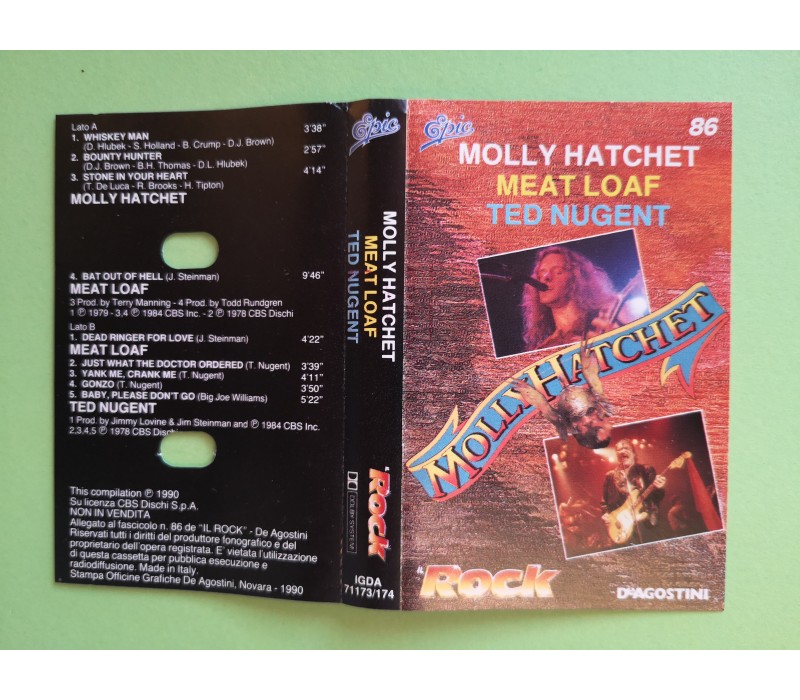 Lato A
1. WHISKEY MAN 3'38"
(D. Hlubek - S. Holland - B. Crump - D.J. Brown)
2. BOUNTY HUNTER 2'57"
(D.J. Brown - B.H. Thomas - D.L. Hlubek)
3. STONE IN YOUR HEART 4'14"
(T. De Luca - R. Brooks - H. Tipton)
MOLLY HATCHET
4. BAT OUT OF HELL (J. Steinman) 9'46"
MEAT LOAF
3 Prod. by Terry Manning - 4 Prod. by Todd Rundgren
1 ℗ 1979 - 3,4 ℗ 1984 CBS Inc. - 2 ℗ 1978 CBS Dischi
Lato B
1. DEAD RINGER FOR LOVE (J. Steinman) 4'22"
MEAT LOAF
2. JUST WHAT THE DOCTOR ORDERED (T. Nugent) 3'39"
3. YANK ME, CRANK ME (T. Nugent) 4'11"
4. GONZO (T. Nugent) 3'50"
5. BABY, PLEASE DON'T GO (Big Joe Williams) 5'22"
TED NUGENT
1 Prod. by Jimmy Lovine & Jim Steinman and ℗ 1984 CBS Inc.
2,3,4,5 ℗ 1978 CBS Dischi
This compilation ℗ 1990
Su licenza CBS Dischi S.p.A.
NON IN VENDITA
Allegato al fascicolo n. 86 de "IL ROCK" - De Agostini
Riservati tutti i diritti del produttore fonografico e del
proprietario dell'opera registrata. E' vietata l'utilizzazione
di questa cassetta per pubblica esecuzione e
radiodiffusione. Made in Italy.
Stampa Officine Grafiche De Agostini, Novara - 1990
Epic
MOLLY HATCHET
MEAT LOAF
TED NUGENT
IL ROCK
DOLBY SYSTEM
IGDA
71173/174
Epic
86
MOLLY HATCHET
MEAT LOAF
TED NUGENT
MOLLY HATCHET
IL ROCK
DEAGOSTINI